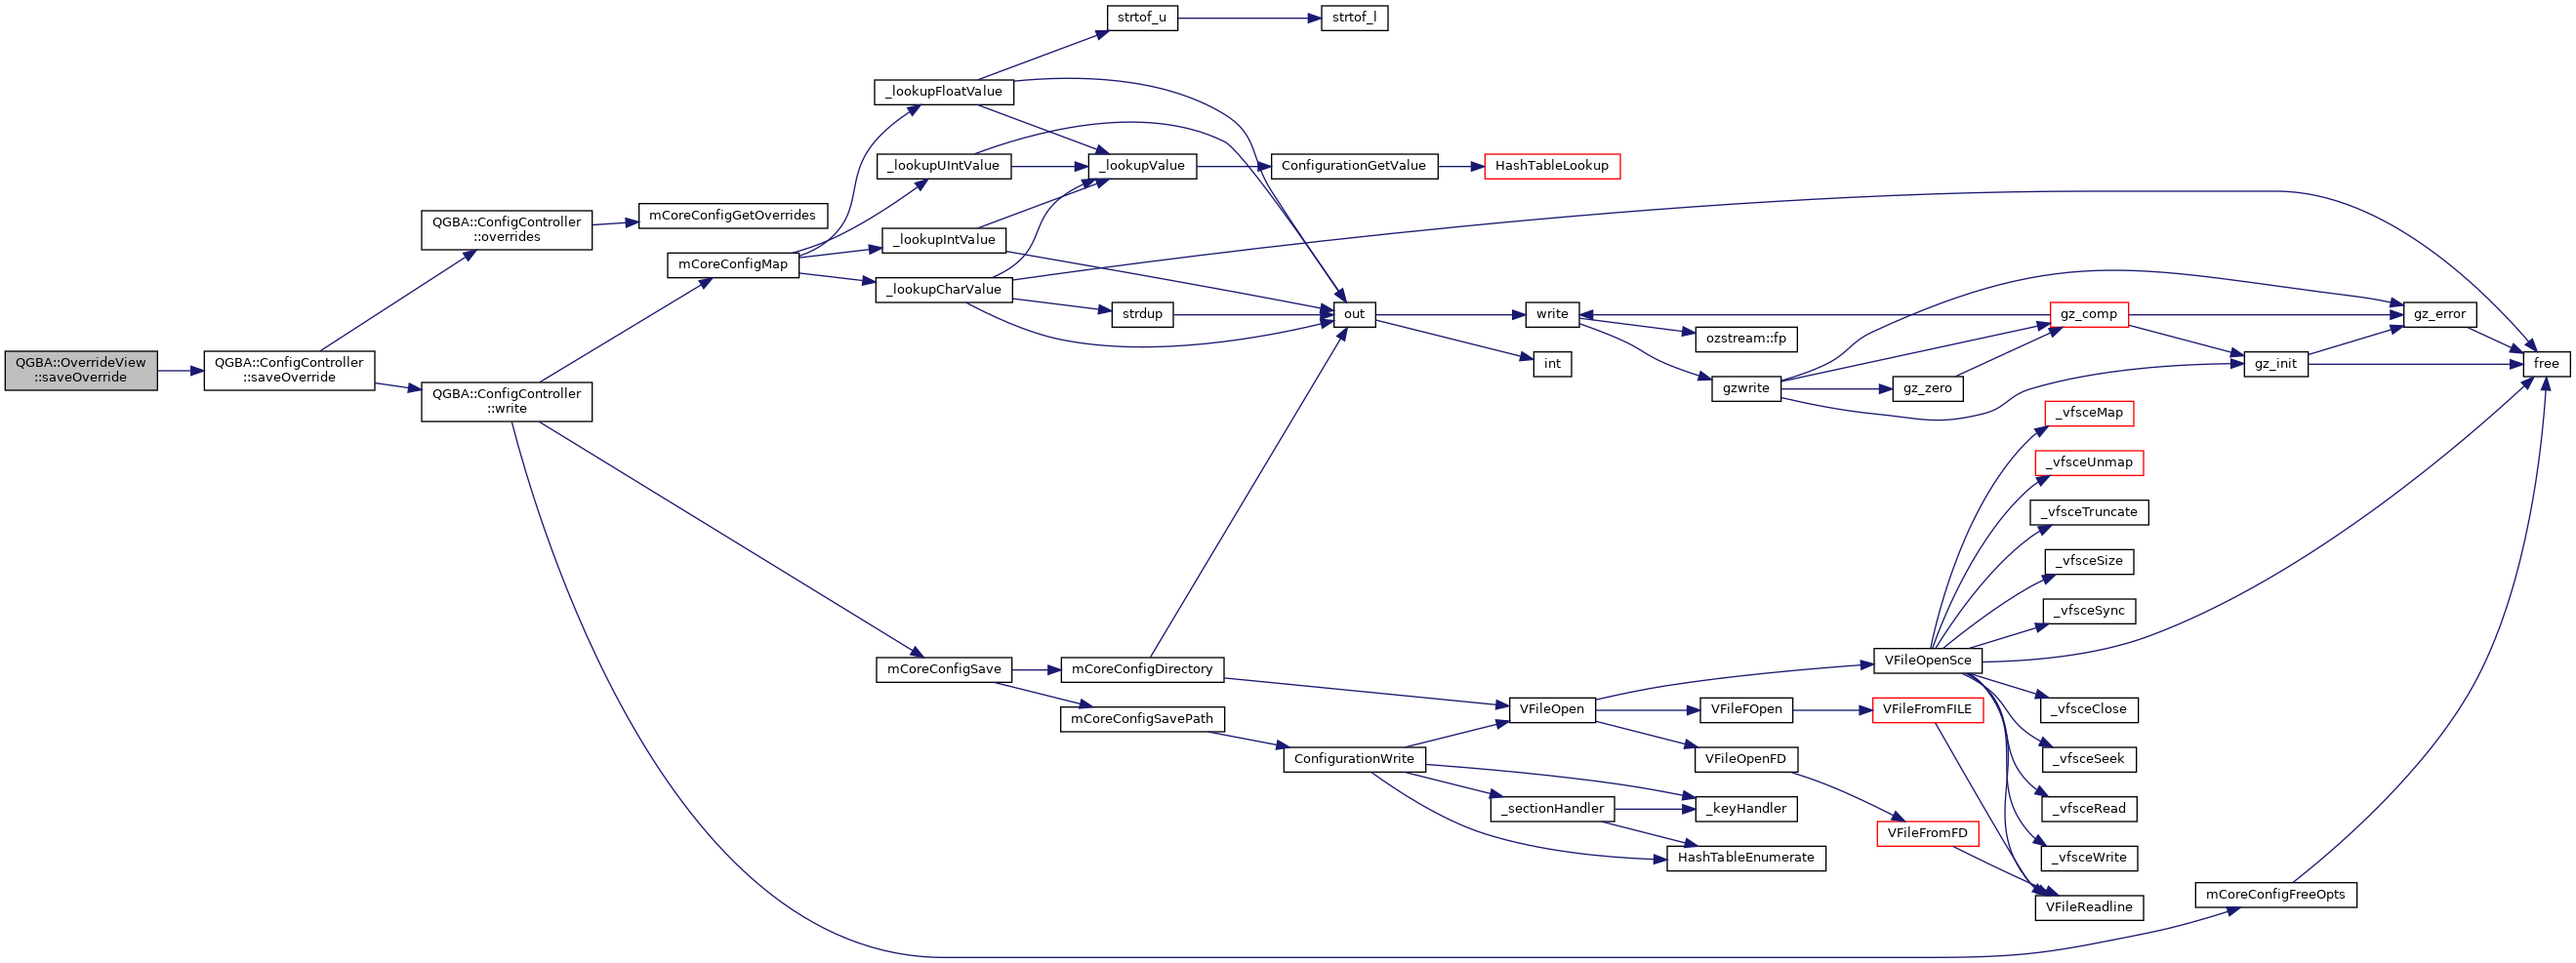 QGBA::OverrideView
::saveOverride
QGBA::ConfigController
::saveOverride
QGBA::ConfigController
::overrides
mCoreConfigGetOverrides
QGBA::ConfigController
::write
mCoreConfigMap
_lookupFloatValue
_lookupUIntValue
_lookupIntValue
_lookupCharValue
strtof_u
strtof_l
_lookupValue
ConfigurationGetValue
HashTableLookup
strdup
out
write
int
ozstream::fp
gzwrite
gz_zero
gz_comp
gz_init
gz_error
free
mCoreConfigSave
mCoreConfigDirectory
mCoreConfigSavePath
ConfigurationWrite
VFileOpen
_sectionHandler
VFileFOpen
VFileOpenFD
_keyHandler
HashTableEnumerate
VFileOpenSce
VFileFromFILE
VFileFromFD
_vfsceMap
_vfsceUnmap
_vfsceTruncate
_vfsceSize
_vfsceSync
_vfsceClose
_vfsceSeek
_vfsceRead
_vfsceWrite
VFileReadline
mCoreConfigFreeOpts